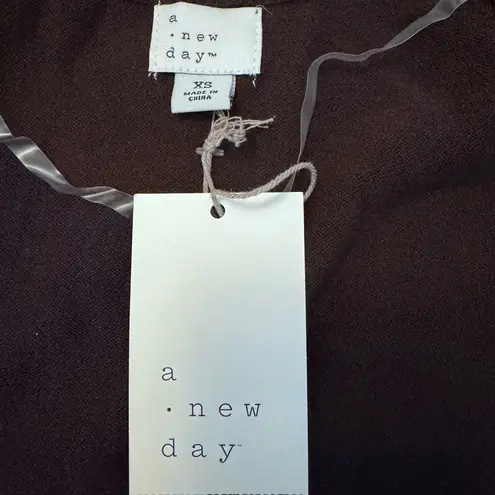 a
· new
day™
XS
MADE IN
CHINA
a
· new
day™